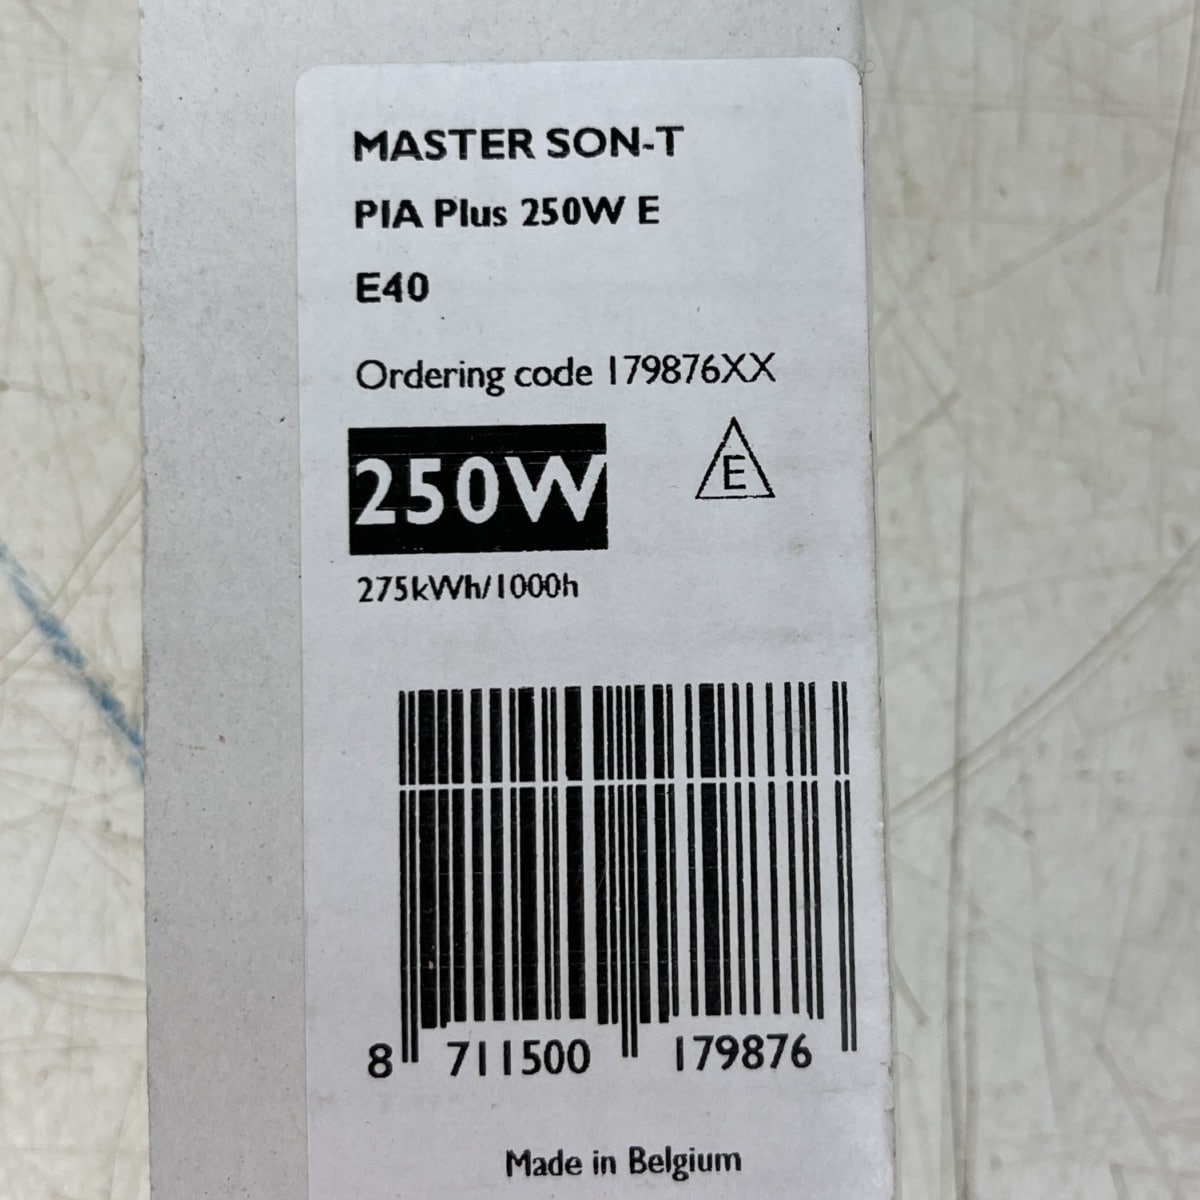 MASTER SON-T
PIA Plus 250W E
E40
Ordering code 179876XX
250W
E
275kWh/1000h
8 711500 179876
Made in Belgium